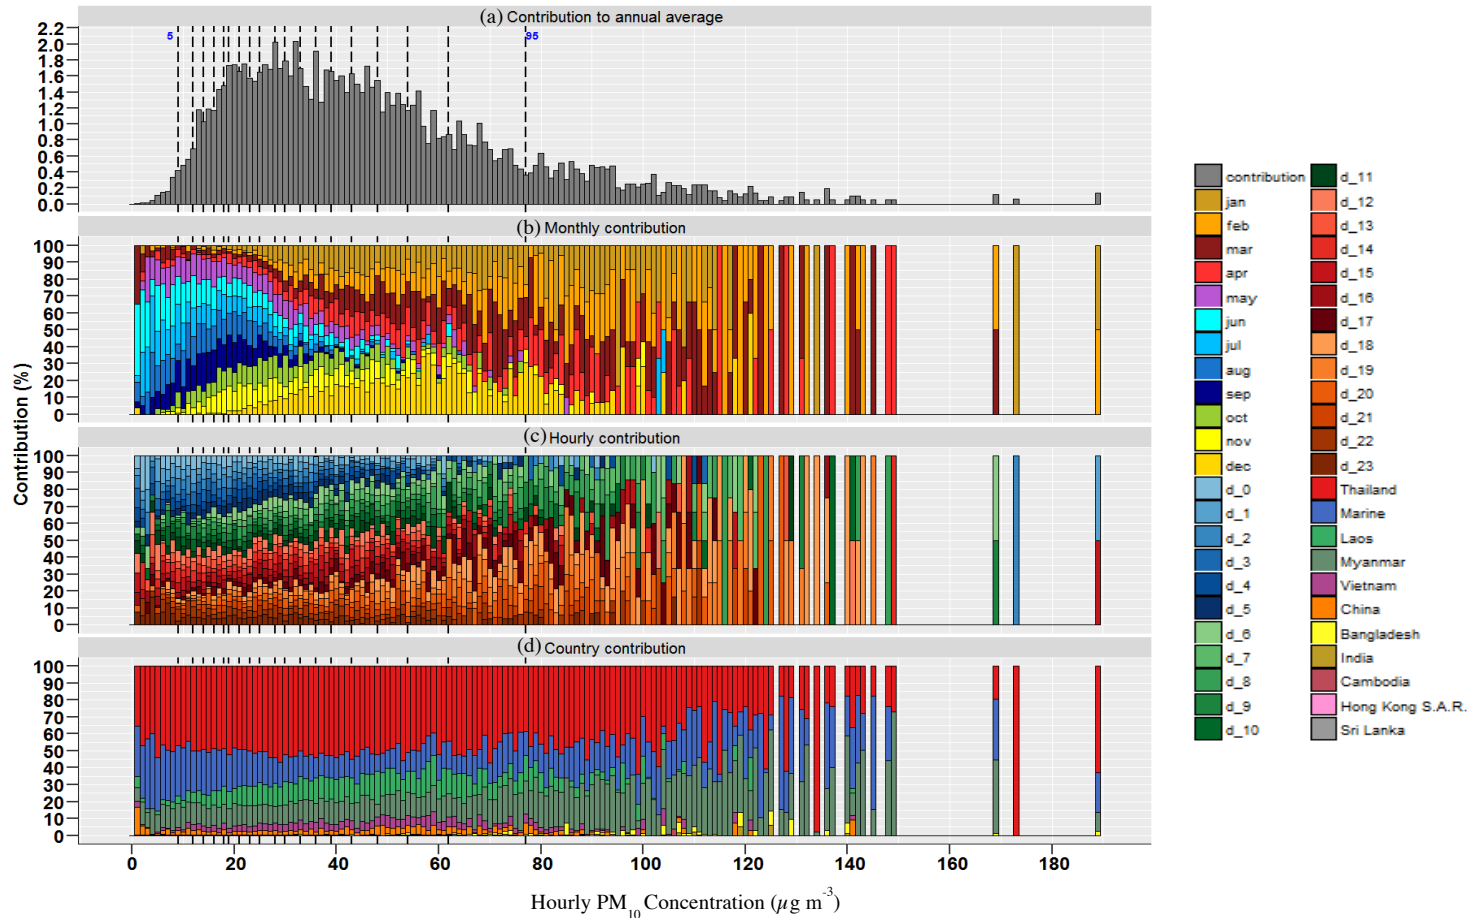 (a) Contribution to annual average
5
95
2.2
2.0
1.8
1.6
1.4
1.2
1.0
0.8
0.6
0.4
0.2
0.0
(b) Monthly contribution
100
90
80
70
60
50
40
30
20
10
0
(c) Hourly contribution
100
90
80
70
60
50
40
30
20
10
0
(d) Country contribution
100
90
80
70
60
50
40
30
20
10
0
Contribution (%)
0 20 40 60 80 100 120 140 160 180
Hourly PM10 Concentration (µg m-3)
contribution
jan
feb
mar
apr
may
jun
jul
aug
sep
oct
nov
dec
d_0
d_1
d_2
d_3
d_4
d_5
d_6
d_7
d_8
d_9
d_10
d_11
d_12
d_13
d_14
d_15
d_16
d_17
d_18
d_19
d_20
d_21
d_22
d_23
Thailand
Marine
Laos
Myanmar
Vietnam
China
Bangladesh
India
Cambodia
Hong Kong S.A.R.
Sri Lanka